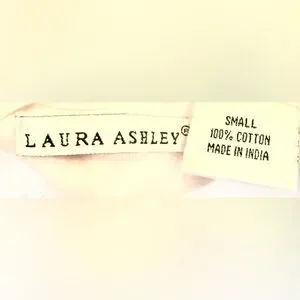 LAURA ASHLEY®
SMALL
100% COTTON
MADE IN INDIA